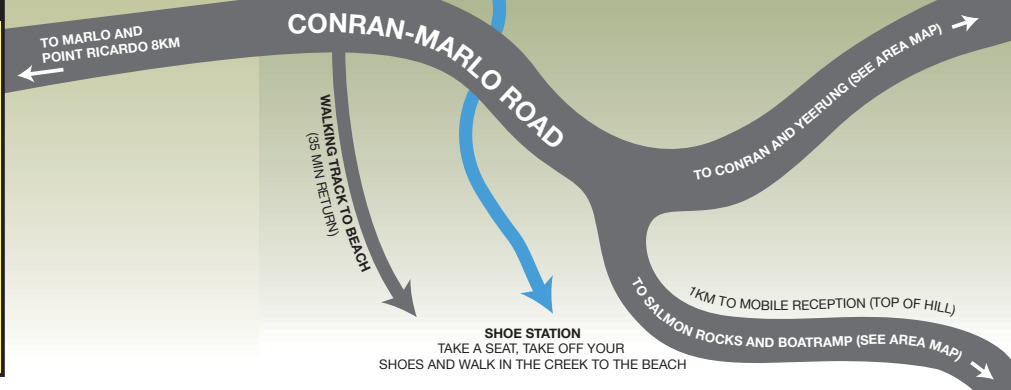 TO MARLO AND
POINT RICARDO 8KM
CONRAN-MARLO ROAD
TO CONRAN AND YEERUNG (SEE AREA MAP)
WALKING TRACK TO BEACH
(35 MIN RETURN)
1KM TO MOBILE RECEPTION (TOP OF HILL)
TO SALMON ROCKS AND BOATRAMP (SEE AREA MAP)
SHOE STATION
TAKE A SEAT, TAKE OFF YOUR
SHOES AND WALK IN THE CREEK TO THE BEACH